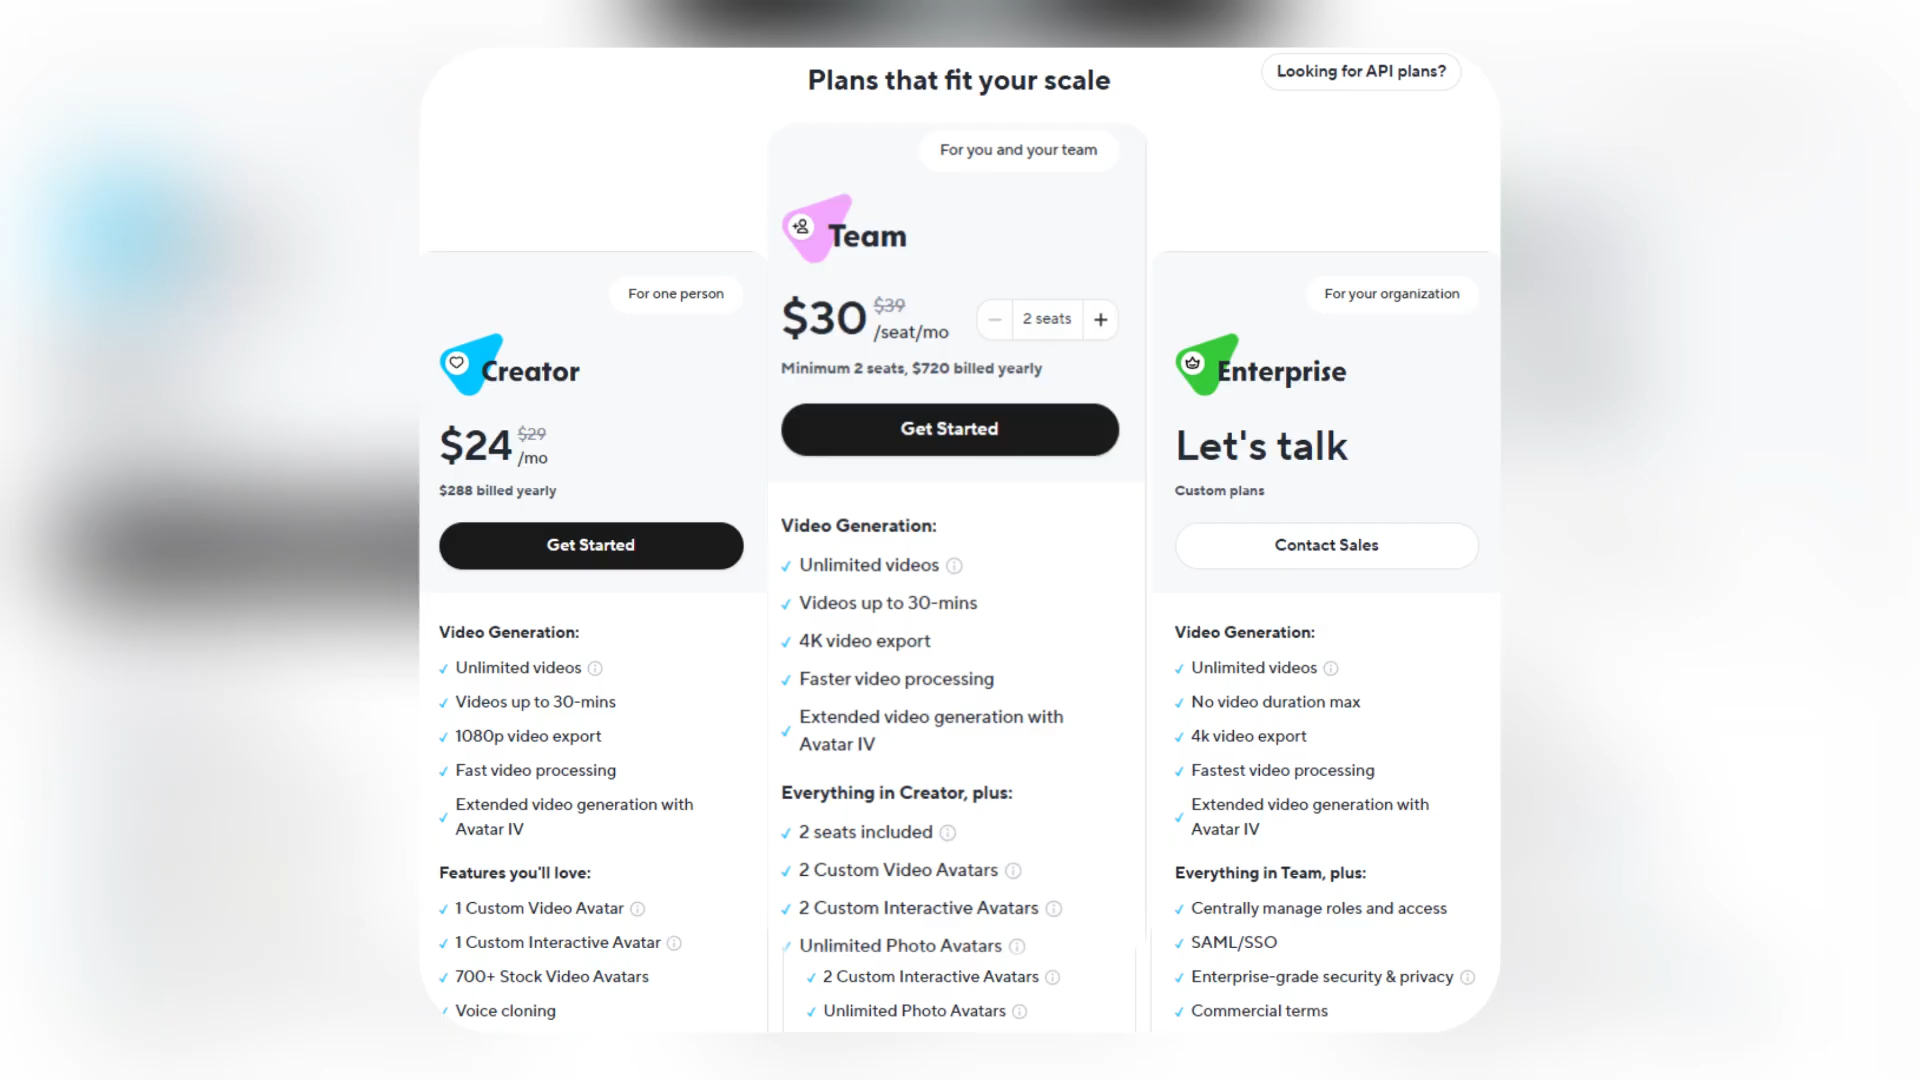 Plans that fit your scale
Looking for API plans?
For one person
Creator
$24 $29
/mo
$288 billed yearly
Get Started
Video Generation:
Unlimited videos
Videos up to 30-mins
1080p video export
Fast video processing
Extended video generation with
Avatar IV
Features you'll love:
1 Custom Video Avatar
1 Custom Interactive Avatar
700+ Stock Video Avatars
Voice cloning
For you and your team
Team
$30 $39
/seat/mo
2 seats
Minimum 2 seats, $720 billed yearly
Get Started
Video Generation:
Unlimited videos
Videos up to 30-mins
4K video export
Faster video processing
Extended video generation with
Avatar IV
Everything in Creator, plus:
2 seats included
2 Custom Video Avatars
2 Custom Interactive Avatars
Unlimited Photo Avatars
2 Custom Interactive Avatars
Unlimited Photo Avatars
For your organization
Enterprise
Let's talk
Custom plans
Contact Sales
Video Generation:
Unlimited videos
No video duration max
4k video export
Fastest video processing
Extended video generation with
Avatar IV
Everything in Team, plus:
Centrally manage roles and access
SAML/SSO
Enterprise-grade security & privacy
Commercial terms